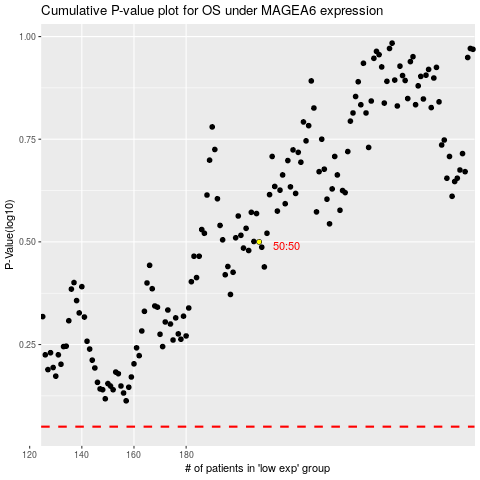 Cumulative P-value plot for OS under MAGEA6 expression
1.00
0.75
0.50
0.25
P-Value(log10)
50:50
120 140 160 180
# of patients in 'low exp' group